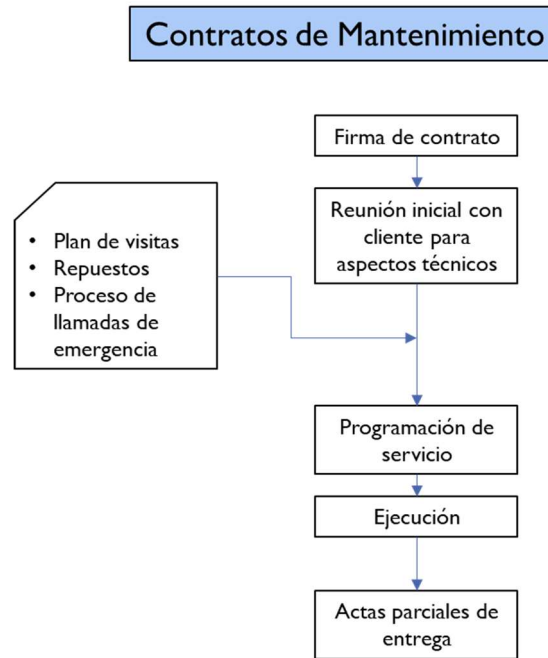 Contratos de Mantenimiento
Firma de contrato
Reunión inicial con
cliente para
aspectos técnicos
• Plan de visitas
• Repuestos
• Proceso de
llamadas de
emergencia
Programación de
servicio
Ejecución
Actas parciales de
entrega